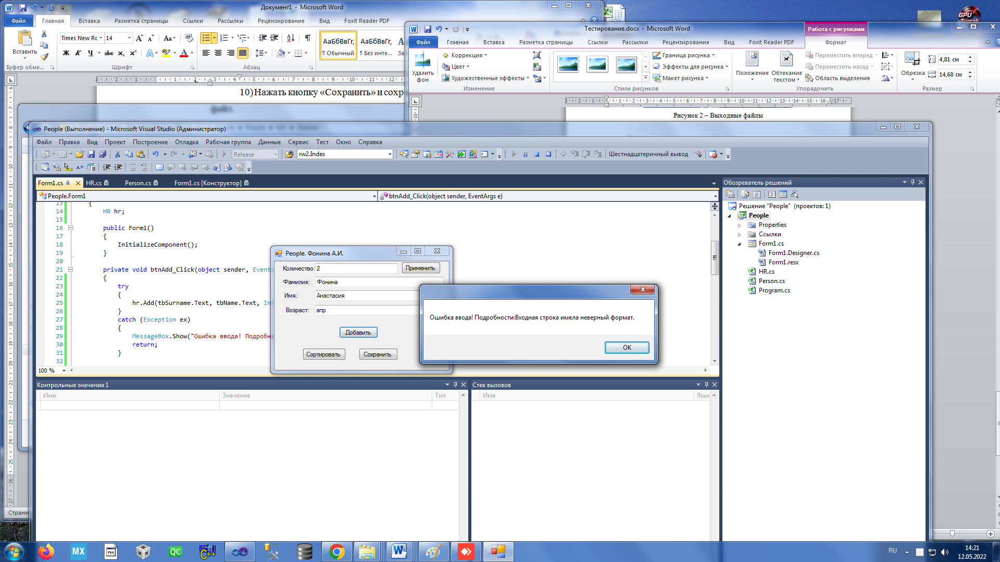 Документ1 - Microsoft Word
Файл Главная Вставка Разметка страницы Ссылки Рассылки Рецензирование Вид Foxit Reader PDF
Вставить
Буфер обме...
Times New Rc 14
Шрифт
Абзац
АаБбВвГг, АаБбВвГг,
¶ Обычный ¶ Без инте... За
10) Нажать кнопку «Сохранить» и сохр
файл.
Страни
Тестирование.docx - Microsoft Word
Работа с рисунками
Файл Главная Вставка Разметка страницы Ссылки Рассылки Рецензирование Вид Foxit Reader PDF Формат
Удалить фон
Коррекция
Цвет
Художественные эффекты
Изменение
Стили рисунков
Граница рисунка
Эффекты для рисунка
Макет рисунка
Положение
Обтекание текстом
Переместить вперед
Переместить назад
Область выделения
Упорядочить
Обрезка
4,81 см
14,68 см
Размер
Рисунок 2 – Выходные файлы
People (Выполнение) - Microsoft Visual Studio (Администратор)
Файл Правка Вид Проект Построение Отладка Рабочая группа Данные Сервис Тест Окно Справка
Release rw2.Index Шестнадцатеричный вывод
Form1.cs HR.cs Person.cs Form1.cs [Конструктор]
People.Form1 btnAdd_Click(object sender, EventArgs e)
13 {
14 HR hr;
15
16 public Form1()
17 {
18 InitializeComponent();
19 }
20
21 private void btnAdd_Click(object sender, Event
22 {
23 try
24 {
25 hr.Add(tbSurname.Text, tbName.Text, In
26 }
27 catch (Exception ex)
28 {
29 MessageBox.Show("Ошибка ввода! Подробн
30 return;
31 }
32
100 %
People. Фонина А.И.
Количество: 2 Применить
Фамилия: Фонина
Имя: Анастасия
Возраст: апр
Добавить
Сортировать Сохранить
Ошибка ввода! Подробности:Входная строка имела неверный формат.
OK
Обозреватель решений
Решение "People" (проектов: 1)
People
Properties
Ссылки
Form1.cs
Form1.Designer.cs
Form1.resx
HR.cs
Person.cs
Program.cs
Контрольные значения 1
Имя Значение Тип
Стек вызовов
Имя Язык
MX
QC
RU
14:21
12.05.2022